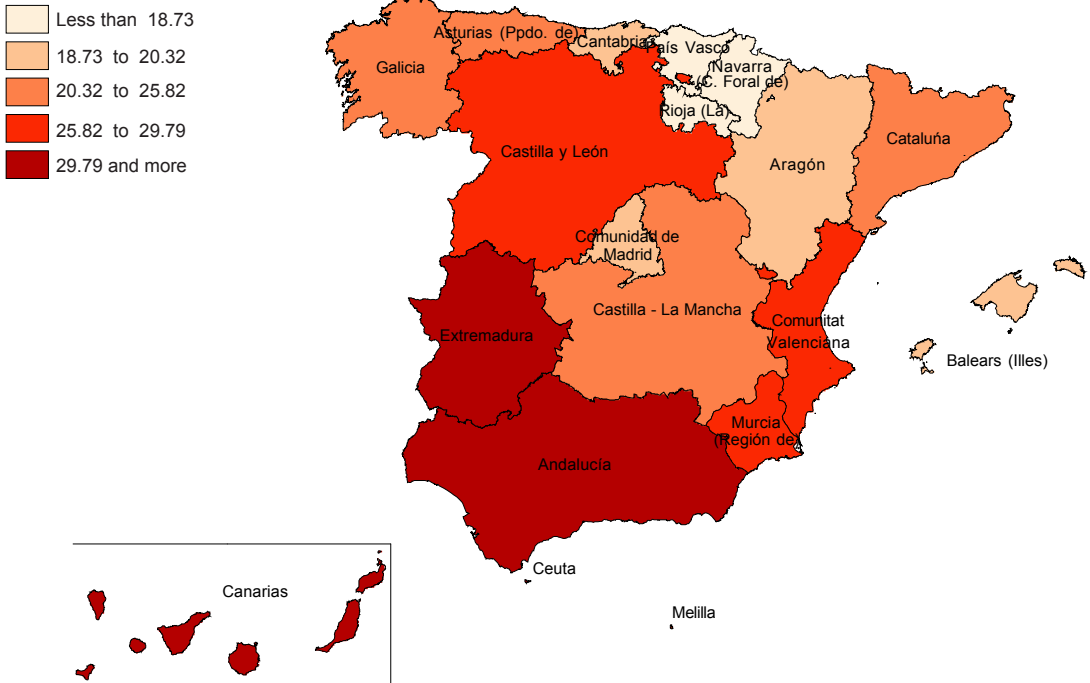 Less than 18.73
18.73 to 20.32
20.32 to 25.82
25.82 to 29.79
29.79 and more
Asturias (Ppdo. de)
Cantabria
País Vasco
Galicia
Navarra
(C. Foral de)
Rioja (La)
Castilla y León
Cataluńa
Aragón
Comunidad de
Madrid
Castilla - La Mancha
Comunitat
Valenciana
Extremadura
Balears (Illes)
Murcia
(Región de)
Andalucía
Ceuta
Canarias
Melilla